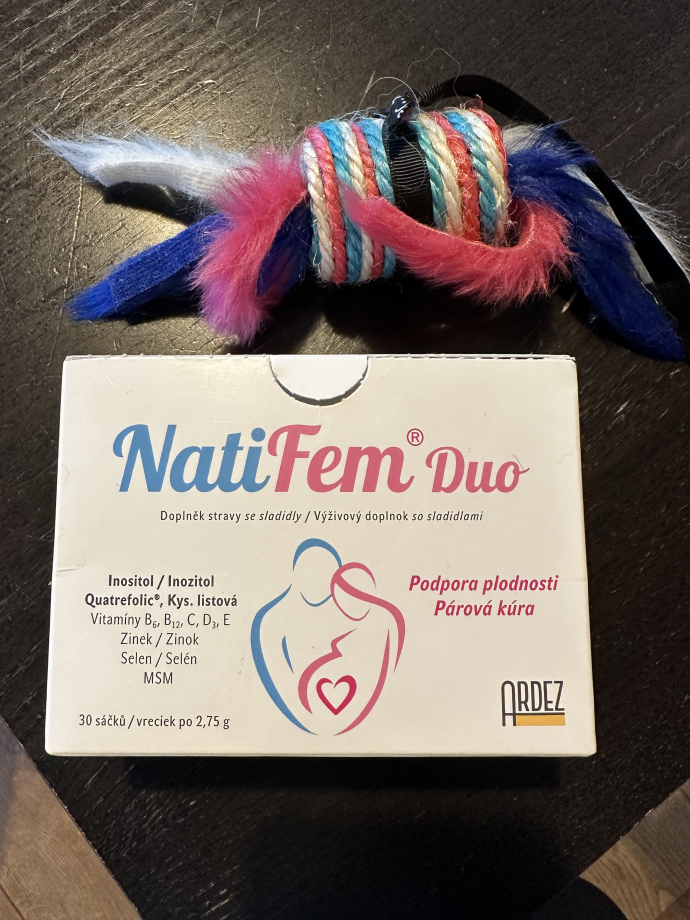 NatiFem® Duo
Doplněk stravy se sladidly / Výživový doplnok so sladidlami
Inositol / Inozitol
Quatrefolic®, Kys. listová
Vitamíny B₆, B₁₂, C, D₃, E
Zinek / Zinok
Selen / Selén
MSM
30 sáčků / vreciek po 2,75 g
Podpora plodnosti
Párová kúra
ARDEZ